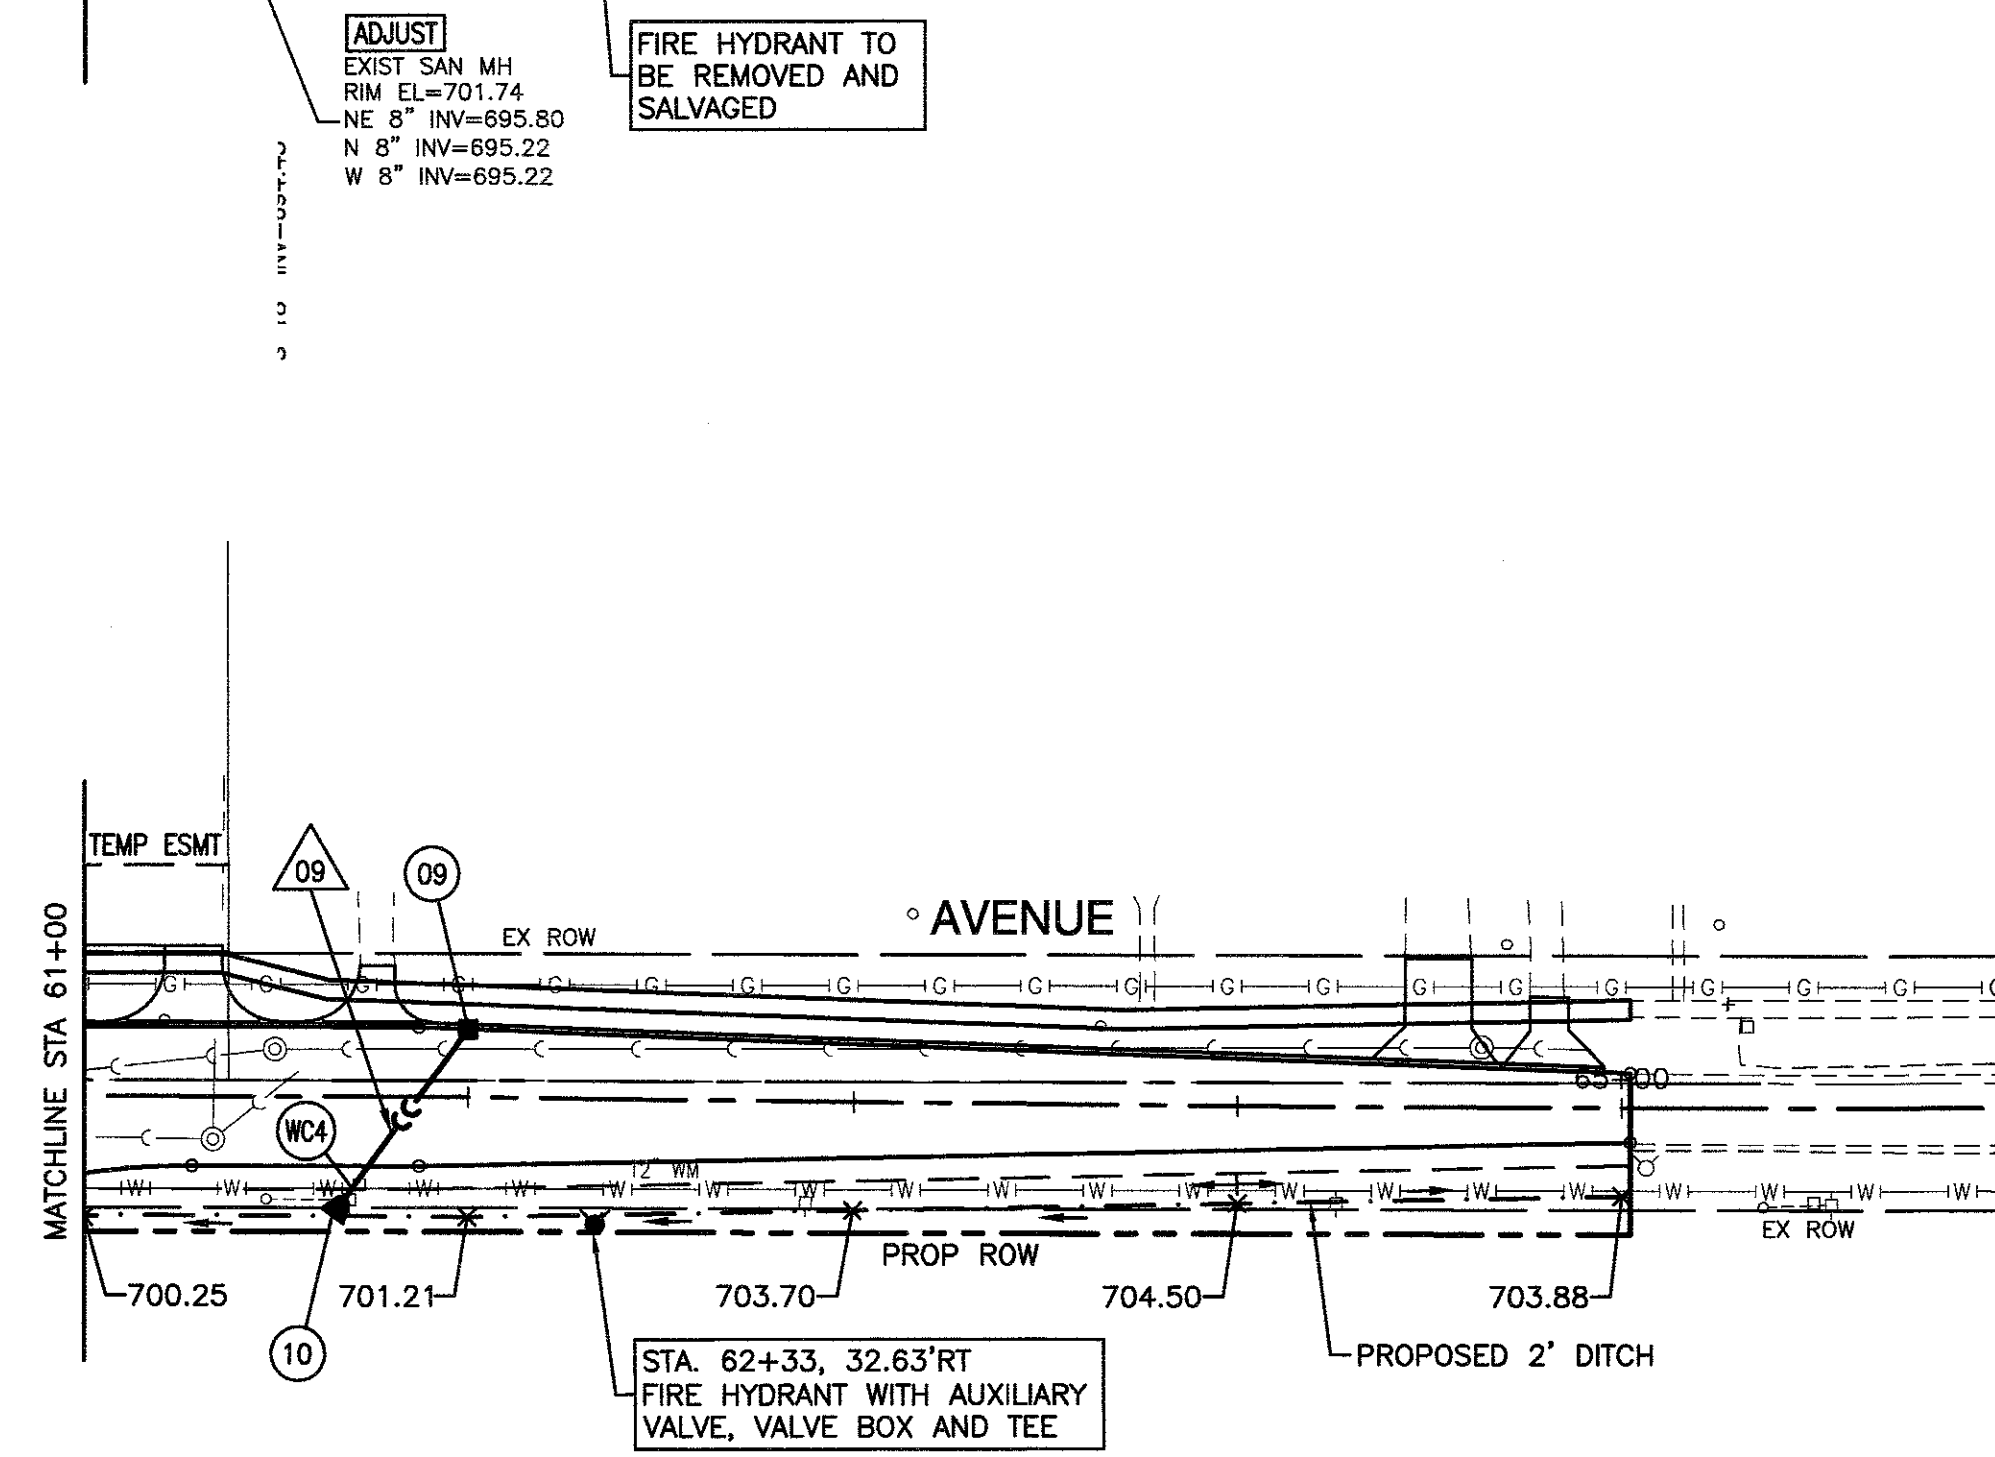 ADJUST
EXIST SAN MH
RIM EL=701.74
NE 8" INV=695.80
N 8" INV=695.22
W 8" INV=695.22
FIRE HYDRANT TO
BE REMOVED AND
SALVAGED
MATCHLINE STA 61+00
TEMP ESMT
09
09
EX ROW
AVENUE
G G G G G G G G G G G G G G G G G G G
WC4
12" WM
W W W W W W W W W W W W W W W W W W W W
PROP ROW
EX ROW
700.25
701.21
703.70
704.50
703.88
10
STA. 62+33, 32.63'RT
FIRE HYDRANT WITH AUXILIARY
VALVE, VALVE BOX AND TEE
PROPOSED 2' DITCH